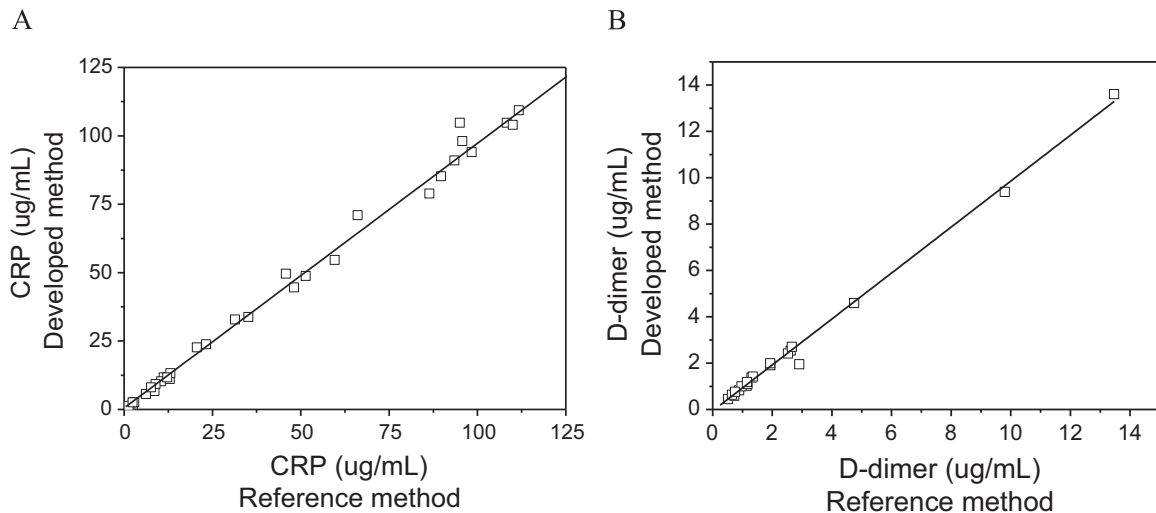 A
125
100
75
50
25
0
CRP (ug/mL)
Developed method
0 25 50 75 100 125
CRP (ug/mL)
Reference method
B
14
12
10
8
6
4
2
0
D-dimer (ug/mL)
Developed method
0 2 4 6 8 10 12 14
D-dimer (ug/mL)
Reference method